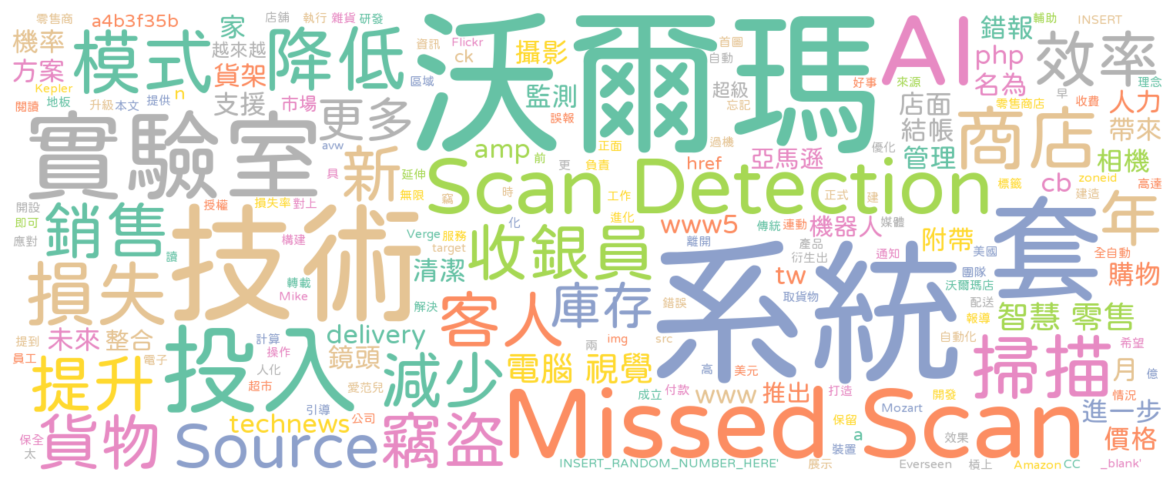 零售商
a4b3f35b
店舖
執行
雜貨
研發
機率
模式
家
降低
沃爾瑪
AI
錯報
輔助
INSERT
越來越
資訊
Flickr
攝影
首圖
php
效率
方案
Kepler
貨架
ck
自動
好事
來源
名為
理念
閱讀
地板
升級
本文
提供
n
支援
市場
更多
區域
監測
誤報
超級
忘記
店面
零售商店
早
收費
人力
實驗室
avw
amp
前
正面
過機
優化
結帳
商店
帶來
新
具
延伸
更
負責
href
亞馬遜
管理
標籤
相機
無限
Scan Detection
cb
zoneid
高達
開設
即可
銷售
授權
損失率
對上
竊
時
工作
正式
建
建造
技術
化
進化
www5
傳統
連動
機器人
媒體
套
年
應對
讀
構建
Verge
服務
target
收銀員
離開
產品
附帶
美國
全自動
損失
轉載
清潔
系統
衍生出
通知
團隊
購物
Mike
解決
客人
庫存
錯誤
tw
取貨物
沃爾瑪店
配送
智慧 零售
提到
未來
整合
投入
計算
delivery
img
兩
src
報導
希望
員工
電子
操作
鏡頭
減少
電腦 視覺
高
美元
自動化
掃描
月
億
提升
人化
超市
愛范兒
成立
付款
www
推出
打造
開發
情況
貨物
引導
technews
公司
Missed Scan
保留
Mozart
進一步
保全
太
Source
竊盜
a
裝置
效果
價格
INSERT_RANDOM_NUMBER_HERE'
展示
Everseen
槓上
Amazon
CC
_blank'